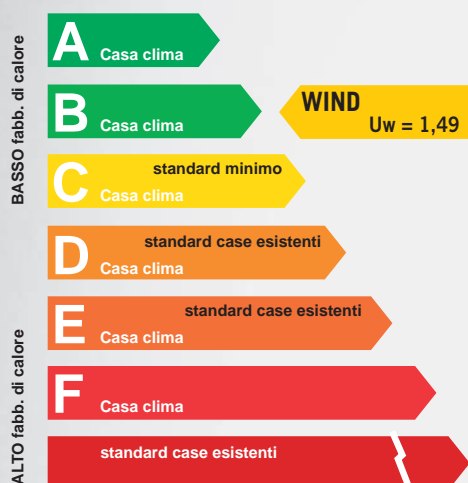 BASSO fabb. di calore
A Casa clima
B Casa clima
WIND
Uw = 1,49
standard minimo
C Casa clima
standard case esistenti
D Casa clima
standard case esistenti
E Casa clima
ALTO fabb. di calore
F Casa clima
standard case esistenti